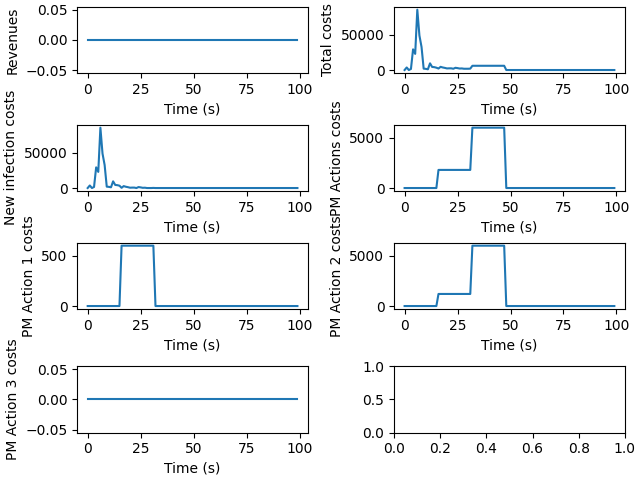 Revenues
0.05
0.00
−0.05
0 25 50 75 100
Time (s)
Total costs
50000
0
0 25 50 75 100
Time (s)
New infection costs
50000
0
0 25 50 75 100
Time (s)
PM Actions costs
5000
0
0 25 50 75 100
Time (s)
PM Action 1 costs
500
0
0 25 50 75 100
Time (s)
PM Action 2 costs
5000
0
0 25 50 75 100
Time (s)
PM Action 3 costs
0.05
0.00
−0.05
0 25 50 75 100
Time (s)
1.0
0.5
0.0
0.0 0.2 0.4 0.6 0.8 1.0